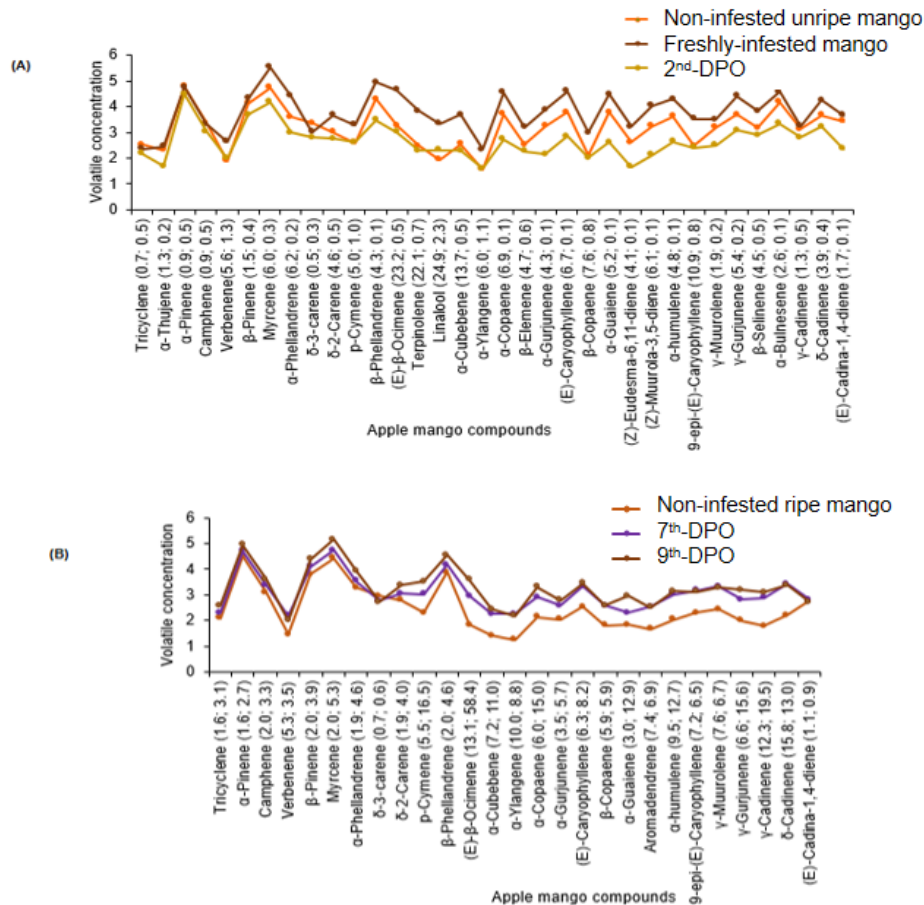 (A)
Non-infested unripe mango
Freshly-infested mango
2nd-DPO
Volatile concentration
6
5
4
3
2
1
0
Tricyclene (0.7; 0.5)
α-Thujene (1.3; 0.2)
α-Pinene (0.9; 0.5)
Camphene (0.9; 0.5)
Verbenene(5.6; 1.3)
β-Pinene (1.5; 0.4)
Myrcene (6.0; 0.3)
α-Phellandrene (6.2; 0.2)
δ-3-carene (0.5; 0.3)
δ-2-Carene (4.6; 0.5)
p-Cymene (5.0; 1.0)
β-Phellandrene (4.3; 0.1)
(E)-β-Ocimene (23.2; 0.5)
Terpinolene (22.1; 0.7)
Linalool (24.9; 2.3)
α-Cubebene (13.7; 0.5)
α-Ylangene (6.0; 1.1)
α-Copaene (6.9; 0.1)
β-Elemene (4.7; 0.6)
α-Gurjunene (4.3; 0.1)
(E)-Caryophyllene (6.7; 0.1)
β-Copaene (7.6; 0.8)
α-Guaiene (5.2; 0.1)
(Z)-Eudesma-6,11-diene (4.1; 0.1)
(Z)-Muurola-3,5-diene (6.1; 0.1)
α-humulene (4.8; 0.1)
9-epi-(E)-Caryophyllene (10.9; 0.8)
γ-Muurolene (1.9; 0.2)
γ-Gurjunene (5.4; 0.2)
β-Selinene (4.5; 0.5)
α-Bulnesene (2.6; 0.1)
γ-Cadinene (1.3; 0.5)
δ-Cadinene (3.9; 0.4)
(E)-Cadina-1,4-diene (1.7; 0.1)
Apple mango compounds
(B)
Non-infested ripe mango
7th-DPO
9th-DPO
Volatile concentration
6
5
4
3
2
1
0
Tricyclene (1.6; 3.1)
α-Pinene (1.6; 2.7)
Camphene (2.0; 3.3)
Verbenene (5.3; 3.5)
β-Pinene (2.0; 3.9)
Myrcene (2.0; 5.3)
α-Phellandrene (1.9; 4.6)
δ-3-carene (0.7; 0.6)
δ-2-Carene (1.9; 4.0)
p-Cymene (5.5; 16.5)
β-Phellandrene (2.0; 4.6)
(E)-β-Ocimene (13.1; 58.4)
α-Cubebene (7.2; 11.0)
α-Ylangene (10.0; 8.8)
α-Copaene (6.0; 15.0)
α-Gurjunene (3.5; 5.7)
(E)-Caryophyllene (6.3; 8.2)
β-Copaene (5.9; 5.9)
α-Guaiene (3.0; 12.9)
Aromadendrene (7.4; 6.9)
α-humulene (9.5; 12.7)
9-epi-(E)-Caryophyllene (7.2; 6.5)
γ-Muurolene (7.6; 6.7)
γ-Gurjunene (6.6; 15.6)
γ-Cadinene (12.3; 19.5)
δ-Cadinene (15.8; 13.0)
(E)-Cadina-1,4-diene (1.1; 0.9)
Apple mango compounds